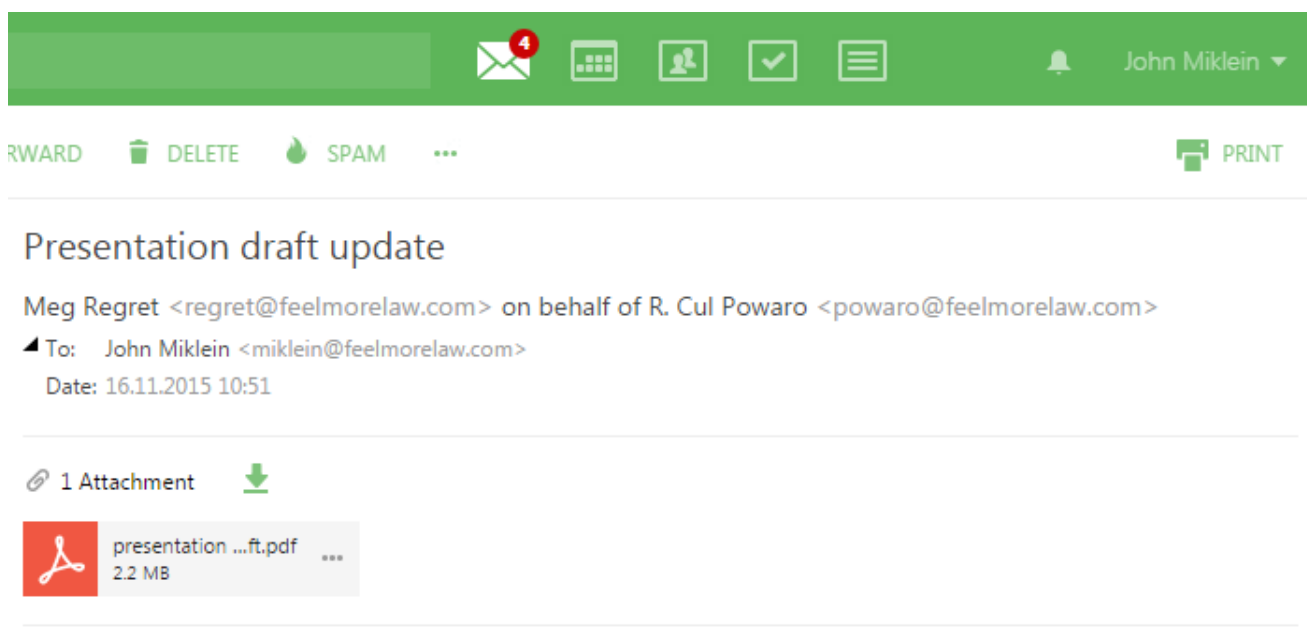 4
John Miklein
RWARD DELETE SPAM ... PRINT
Presentation draft update
Meg Regret <regret@feelmorelaw.com> on behalf of R. Cul Powaro <powaro@feelmorelaw.com>
To: John Miklein <miklein@feelmorelaw.com>
Date: 16.11.2015 10:51
1 Attachment
presentation ...ft.pdf
2.2 MB